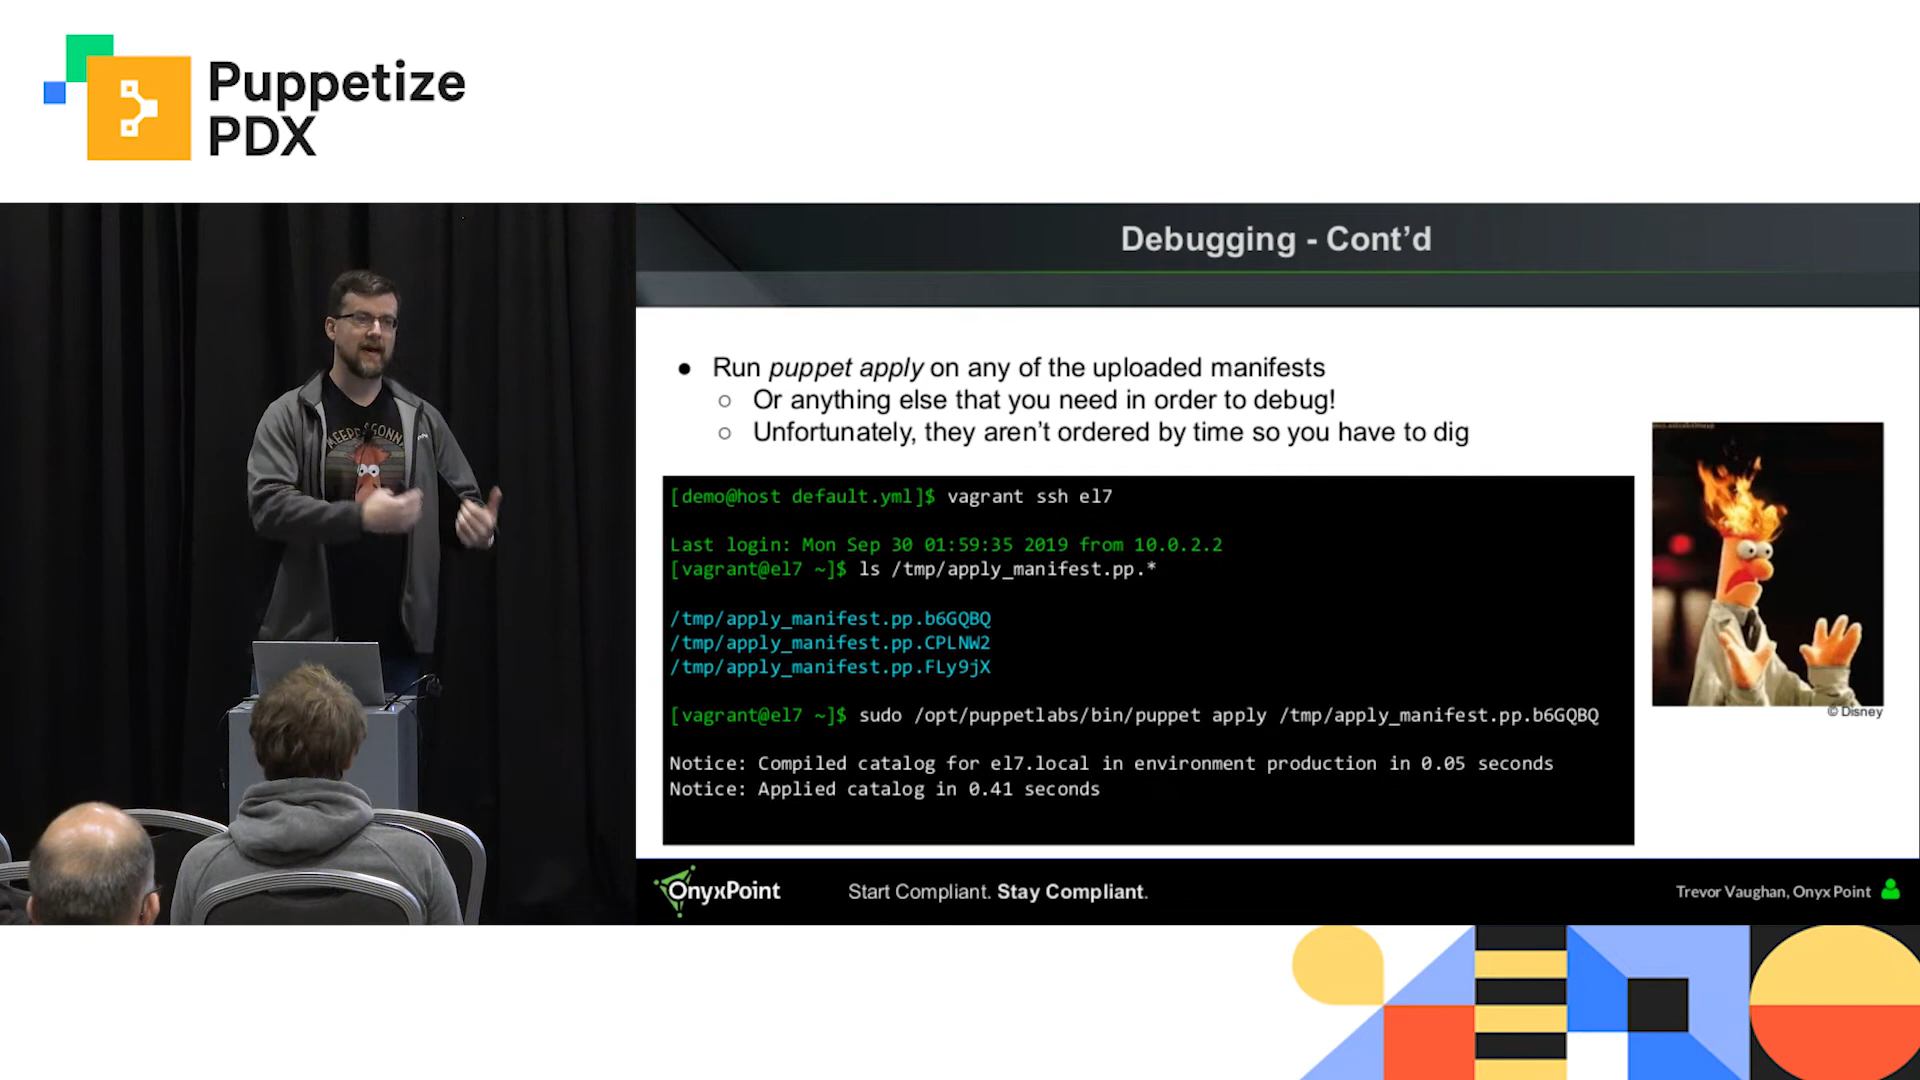 Puppetize
PDX
Debugging - Cont’d
● Run puppet apply on any of the uploaded manifests
○ Or anything else that you need in order to debug!
○ Unfortunately, they aren’t ordered by time so you have to dig
[demo@host default.yml]$ vagrant ssh el7
Last login: Mon Sep 30 01:59:35 2019 from 10.0.2.2
[vagrant@el7 ~]$ ls /tmp/apply_manifest.pp.*
/tmp/apply_manifest.pp.b6GQBQ
/tmp/apply_manifest.pp.CPLNW2
/tmp/apply_manifest.pp.FLy9jX
[vagrant@el7 ~]$ sudo /opt/puppetlabs/bin/puppet apply /tmp/apply_manifest.pp.b6GQBQ
Notice: Compiled catalog for el7.local in environment production in 0.05 seconds
Notice: Applied catalog in 0.41 seconds
© Disney
OnyxPoint
Start Compliant. Stay Compliant.
Trevor Vaughan, Onyx Point